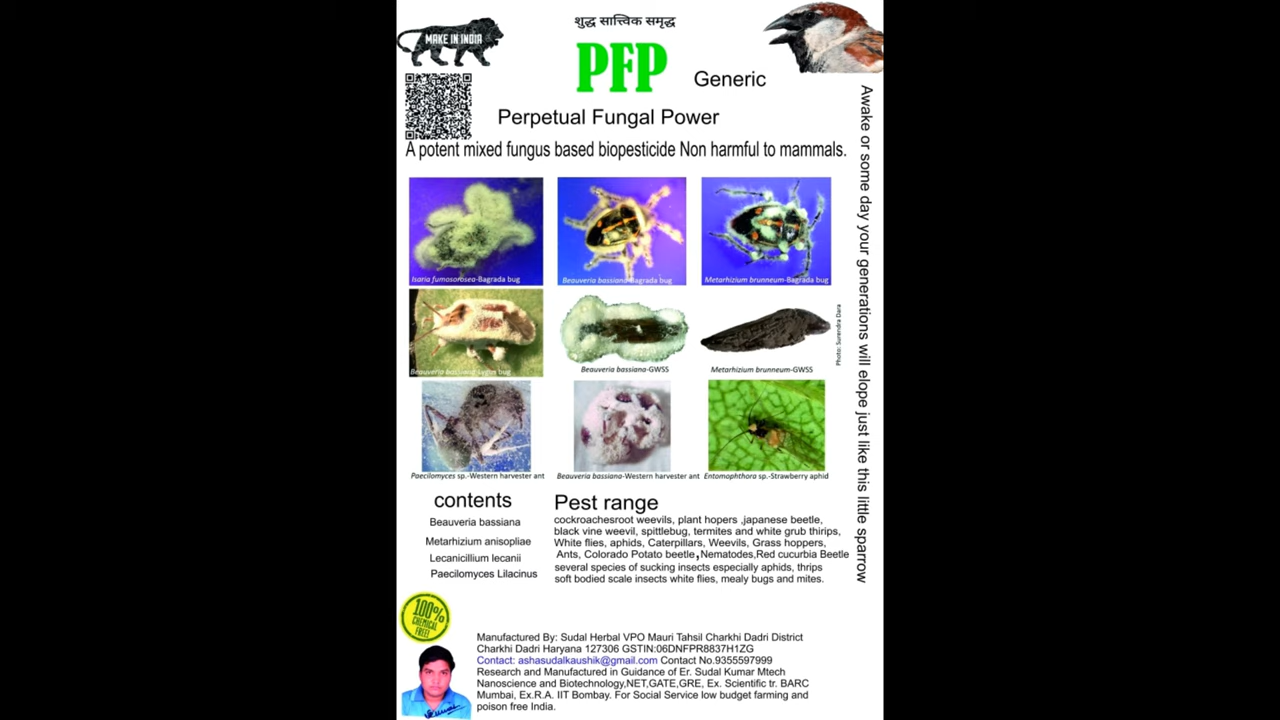 शुद्ध सात्त्विक समृद्ध
MAKE IN INDIA
PFP
Generic
Perpetual Fungal Power
A potent mixed fungus based biopesticide Non harmful to mammals.
Isaria fumosorosea-Bagrada bug
Beauveria bassiana-Bagrada bug
Metarhizium brunneum-Bagrada bug
Beauveria bassiana-Lygus bug
Beauveria bassiana-GWSS
Metarhizium brunneum-GWSS
Photo: Surendra Dara
Paecilomyces sp.-Western harvester ant
Beauveria bassiana-Western harvester ant
Entomophthora sp.-Strawberry aphid
Awake or some day your generations will elope just like this little sparrow
contents
Beauveria bassiana
Metarhizium anisopliae
Lecanicillium lecanii
Paecilomyces Lilacinus
Pest range
cockroachesroot weevils, plant hopers ,japanese beetle,
black vine weevil, spittlebug, termites and white grub thirips,
White flies, aphids, Caterpillars, Weevils, Grass hoppers,
Ants, Colorado Potato beetle,Nematodes,Red cucurbia Beetle
several species of sucking insects especially aphids, thrips
soft bodied scale insects white flies, mealy bugs and mites.
100%
CHEMICAL
FREE!
Manufactured By: Sudal Herbal VPO Mauri Tahsil Charkhi Dadri District
Charkhi Dadri Haryana 127306 GSTIN:06DNFPR8837H1ZG
Contact: ashasudalkaushik@gmail.com Contact No.9355597999
Research and Manufactured in Guidance of Er. Sudal Kumar Mtech
Nanoscience and Biotechnology,NET,GATE,GRE, Ex. Scientific tr. BARC
Mumbai, Ex.R.A. IIT Bombay. For Social Service low budget farming and
poison free India.